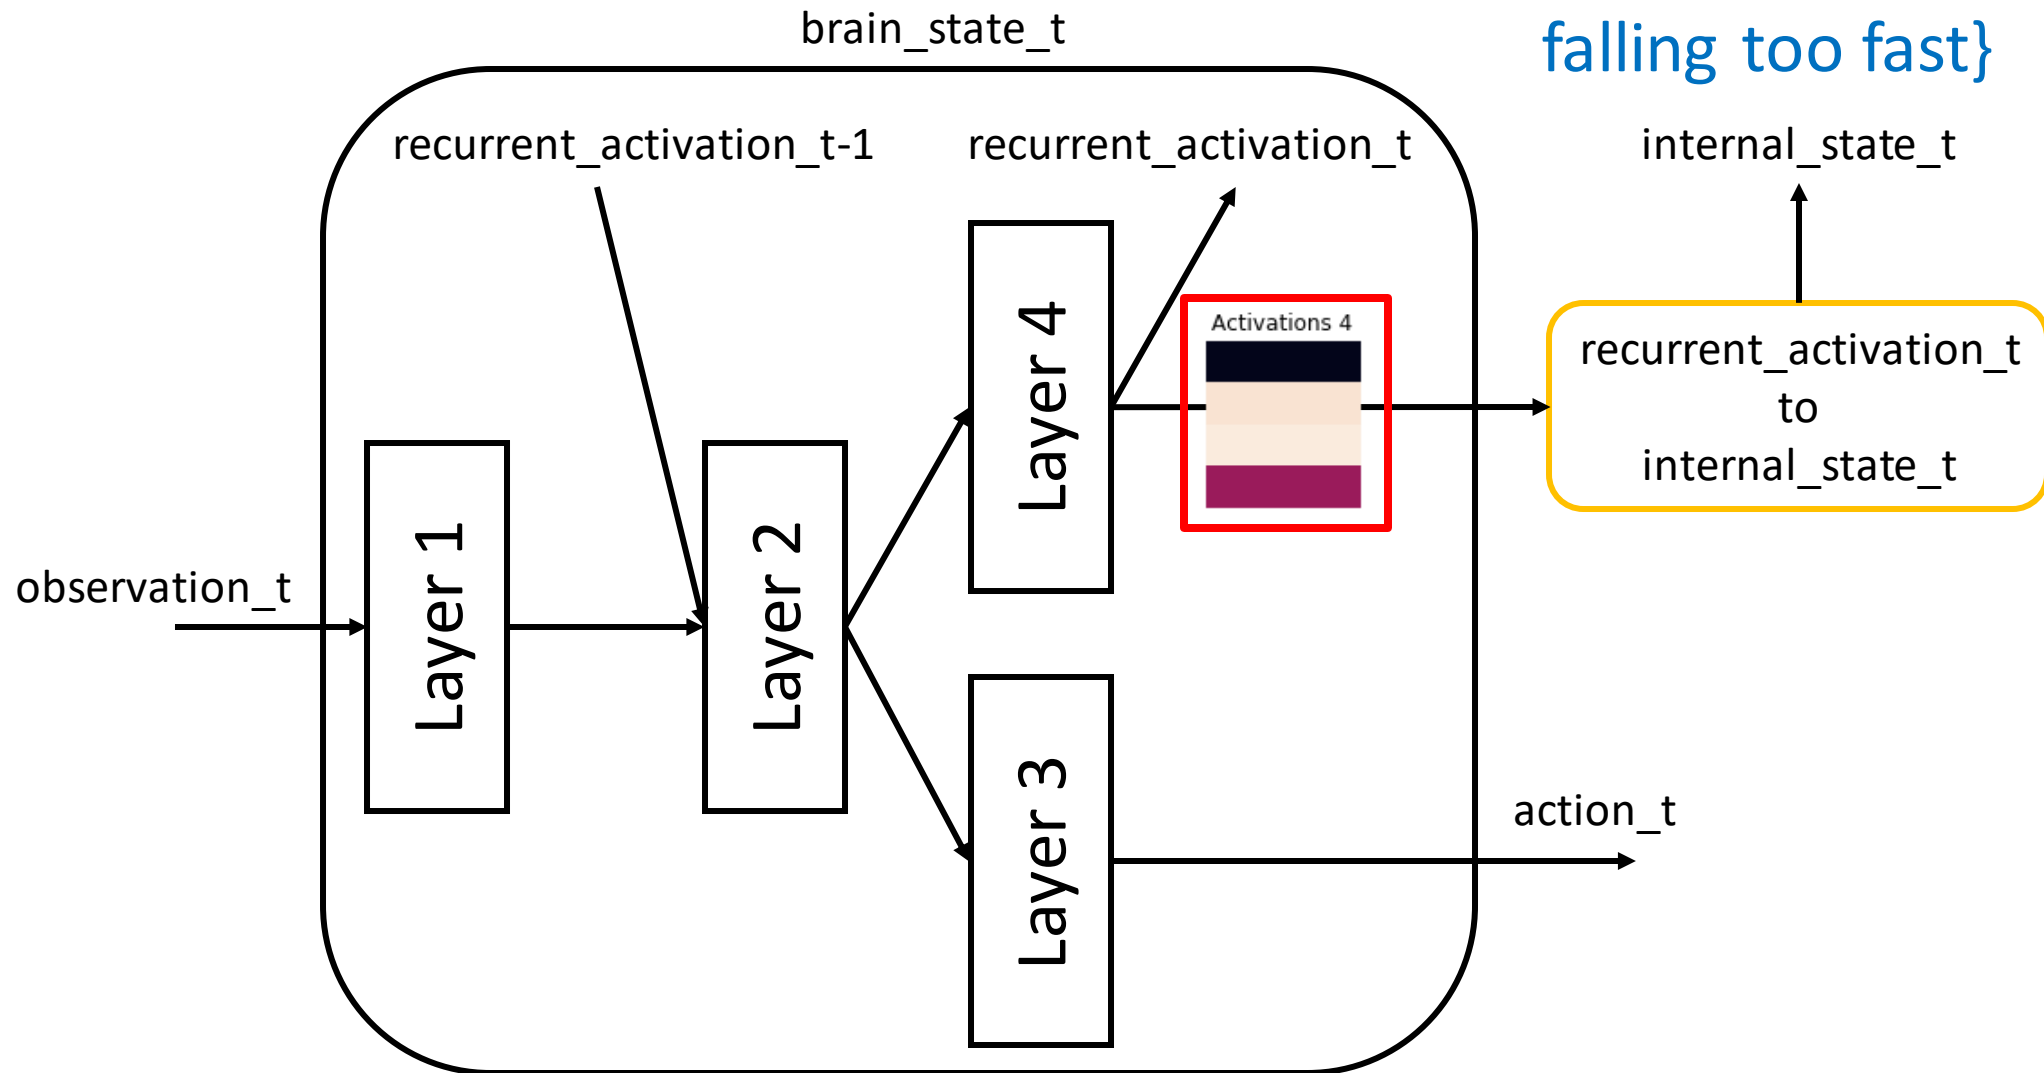 brain_state_t
falling too fast}
recurrent_activation_t-1
recurrent_activation_t
internal_state_t
Layer 4
Activations 4
recurrent_activation_t
to
internal_state_t
Layer 1
Layer 2
observation_t
Layer 3
action_t